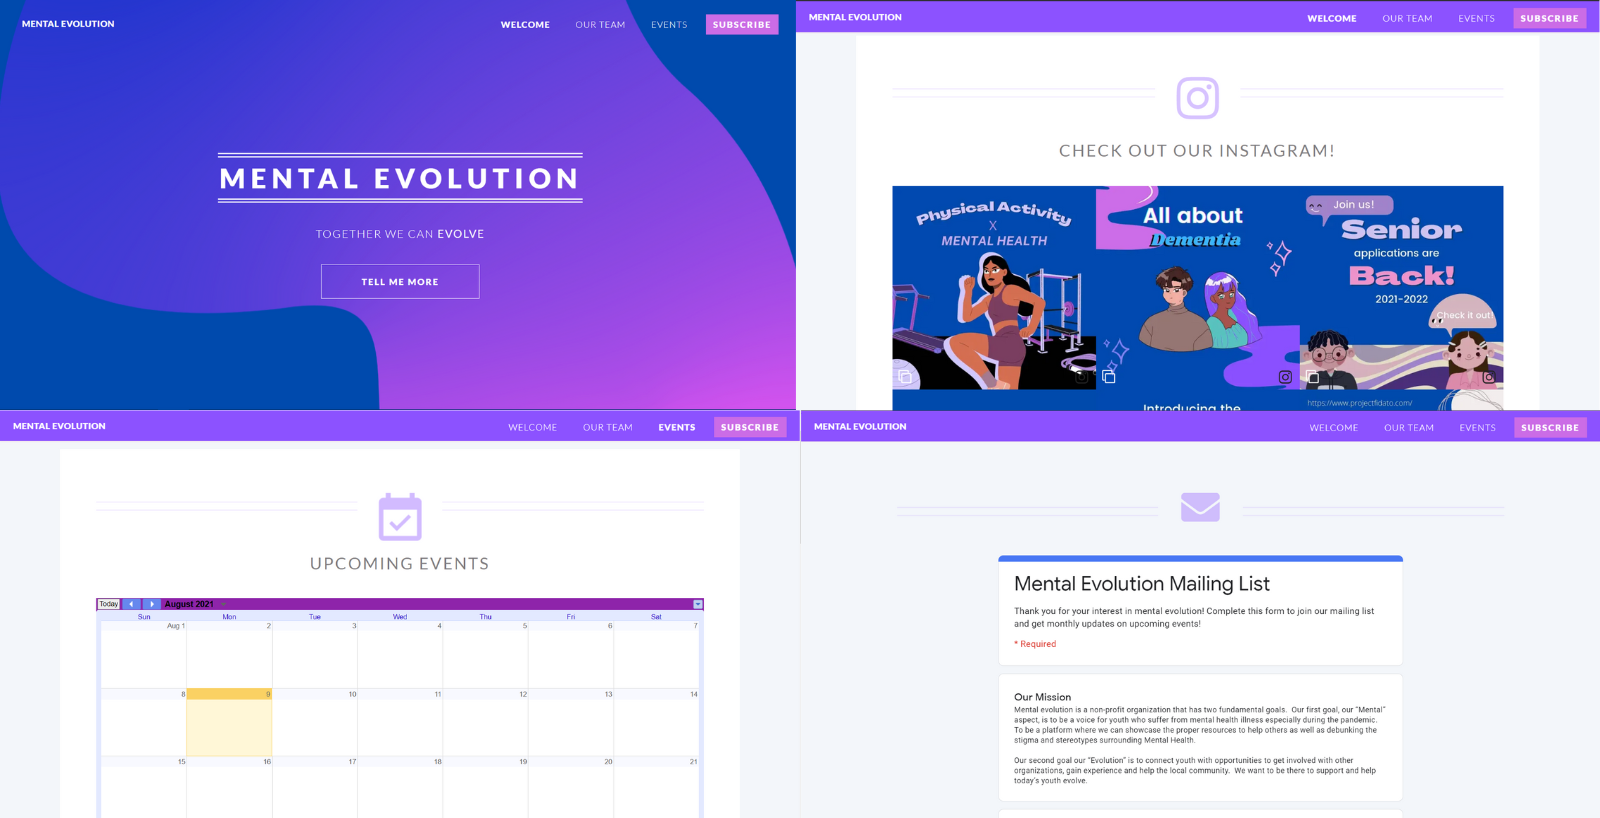 MENTAL EVOLUTION
WELCOME OUR TEAM EVENTS SUBSCRIBE
MENTAL EVOLUTION
TOGETHER WE CAN EVOLVE
TELL ME MORE
MENTAL EVOLUTION
WELCOME OUR TEAM EVENTS SUBSCRIBE
CHECK OUT OUR INSTAGRAM!
Physical Activity
X
MENTAL HEALTH
All about
Dementia
Join us!
Senior
applications are
Back!
2021-2022
Check it out!
Introducing the
https://www.projectfidato.com/
MENTAL EVOLUTION
WELCOME OUR TEAM EVENTS SUBSCRIBE
UPCOMING EVENTS
Today August 2021
Sun Mon Tue Wed Thu Fri Sat
Aug 1 2 3 4 5 6 7
8 9 10 11 12 13 14
15 16 17 18 19 20 21
MENTAL EVOLUTION
WELCOME OUR TEAM EVENTS SUBSCRIBE
Mental Evolution Mailing List
Thank you for your interest in mental evolution! Complete this form to join our mailing list
and get monthly updates on upcoming events!
* Required
Our Mission
Mental evolution is a non-profit organization that has two fundamental goals. Our first goal, our “Mental”
aspect, is to be a voice for youth who suffer from mental health illness especially during the pandemic.
To be a platform where we can showcase the proper resources to help others as well as debunking the
stigma and stereotypes surrounding Mental Health.
Our second goal our “Evolution” is to connect youth with opportunities to get involved with other
organizations, gain experience and help the local community. We want to be there to support and help
today's youth evolve.